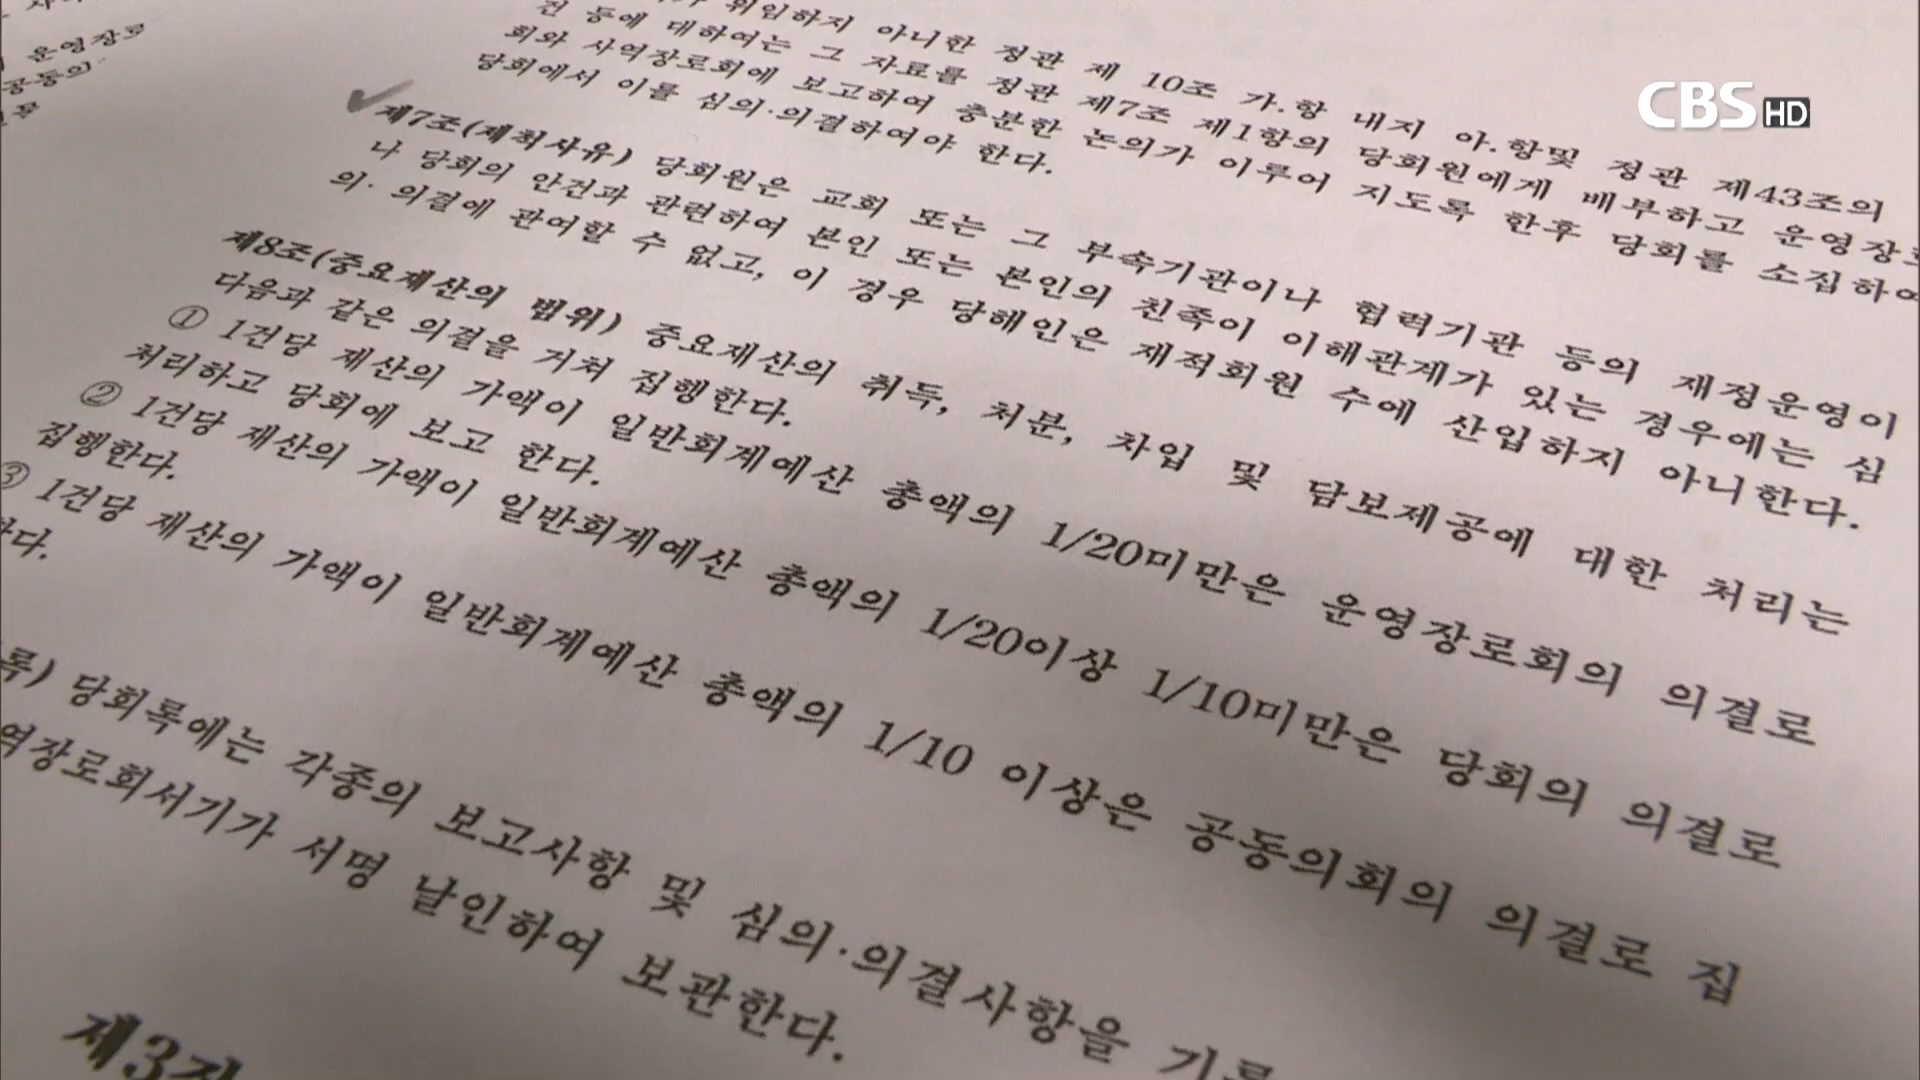 운영장로
공동의
위임하지 아니한 정관 제 10조 가.항 내지 아.항및 정관 제43조의
건 등에 대하여는 그 자료를 정관 제7조 제1항의 당회원에게 배부하고 운영장로
회와 사역장로회에 보고하여 충분한 논의가 이루어 지도록 한후 당회를 소집하여
당회에서 이를 심의·의결하여야 한다.
제7조(제척사유) 당회원은 교회 또는 그 부속기관이나 협력기관 등의 재정운영이
나 당회의 안건과 관련하여 본인 또는 본인의 친족이 이해관계가 있는 경우에는 심
의·의결에 관여할 수 없고, 이 경우 당해인은 재적회원 수에 산입하지 아니한다.
제8조(중요재산의 범위) 중요재산의 취득, 처분, 차입 및 담보제공에 대한 처리는
다음과 같은 의결을 거쳐 집행한다.
① 1건당 재산의 가액이 일반회계예산 총액의 1/20미만은 운영장로회의 의결로
처리하고 당회에 보고 한다.
② 1건당 재산의 가액이 일반회계예산 총액의 1/20이상 1/10미만은 당회의 의결로
집행한다.
③ 1건당 재산의 가액이 일반회계예산 총액의 1/10 이상은 공동의회의 의결로 집
한다.
록) 당회록에는 각종의 보고사항 및 심의·의결사항을 기록
역장로회서기가 서명 날인하여 보관한다.
제3장
CBS HD